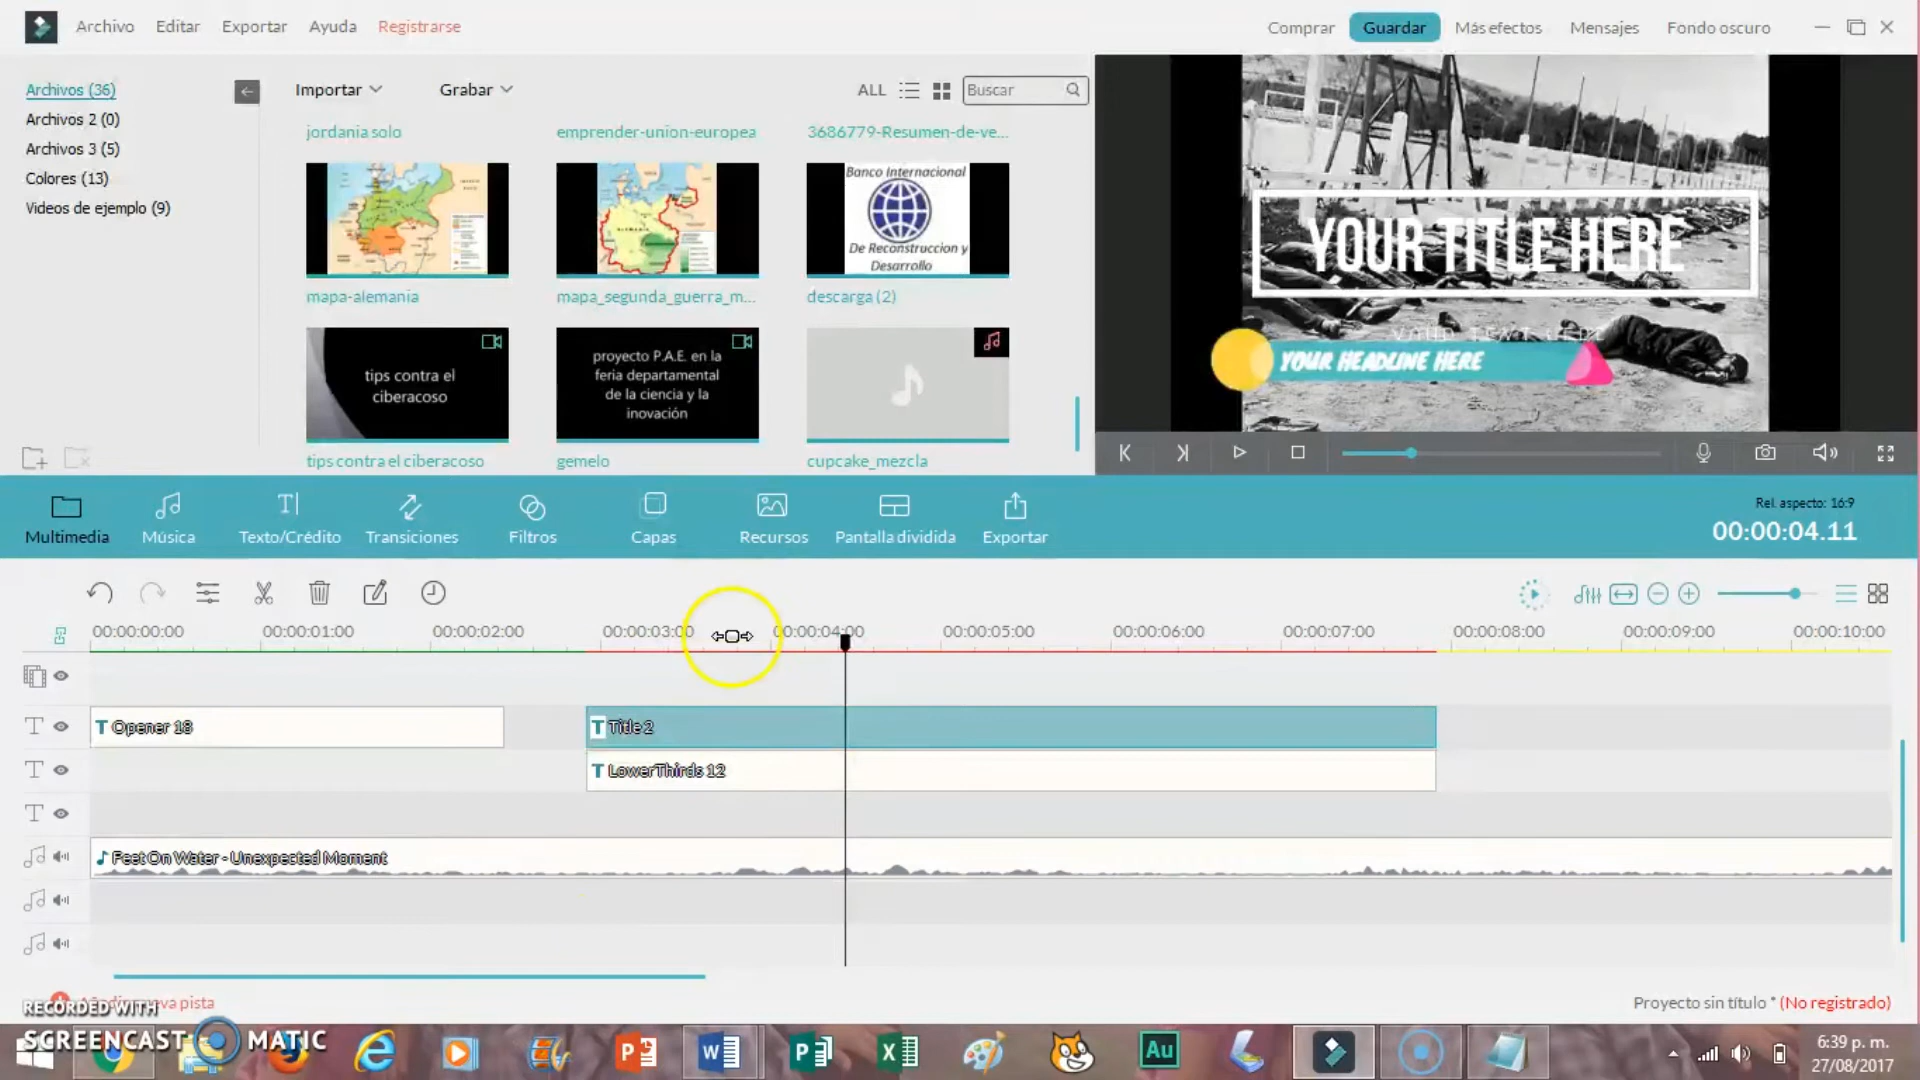 Archivo Editar Exportar Ayuda Registrarse
Comprar Guardar Más efectos Mensajes Fondo oscuro
Archivos (36)
Archivos 2 (0)
Archivos 3 (5)
Colores (13)
Videos de ejemplo (9)
Importar Grabar ALL Buscar
jordania solo emprender-union-europea 3686779-Resumen-de-ve...
Banco Internacional
De Reconstruccion y
Desarrollo
mapa-alemania mapa_segunda_guerra_m... descarga (2)
tips contra el
ciberacoso
proyecto P.A.E. en la
feria departamental
de la ciencia y la
inovación
tips contra el ciberacoso gemelo cupcake_mezcla
YOUR TITLE HERE
YOUR TEXT HERE
YOUR HEADLINE HERE
Multimedia Música Texto/Crédito Transiciones Filtros Capas Recursos Pantalla dividida Exportar
Rel. aspecto: 16:9
00:00:04.11
00:00:00:00 00:00:01:00 00:00:02:00 00:00:03:00 00:00:04:00 00:00:05:00 00:00:06:00 00:00:07:00 00:00:08:00 00:00:09:00 00:00:10:00
T Opener 18 T Title 2
T LowerThirds 12
Feet On Water - Unexpected Moment
nueva pista
Proyecto sin título * (No registrado)
RECORDED WITH
SCREENCAST MATIC
Au
6:39 p. m.
27/08/2017